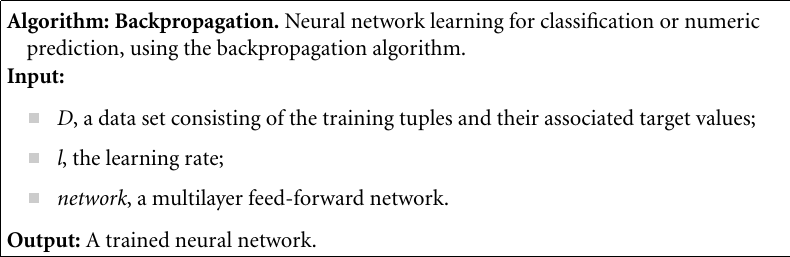 Algorithm: Backpropagation. Neural network learning for classification or numeric
prediction, using the backpropagation algorithm.
Input:
D, a data set consisting of the training tuples and their associated target values;
l, the learning rate;
network, a multilayer feed-forward network.
Output: A trained neural network.